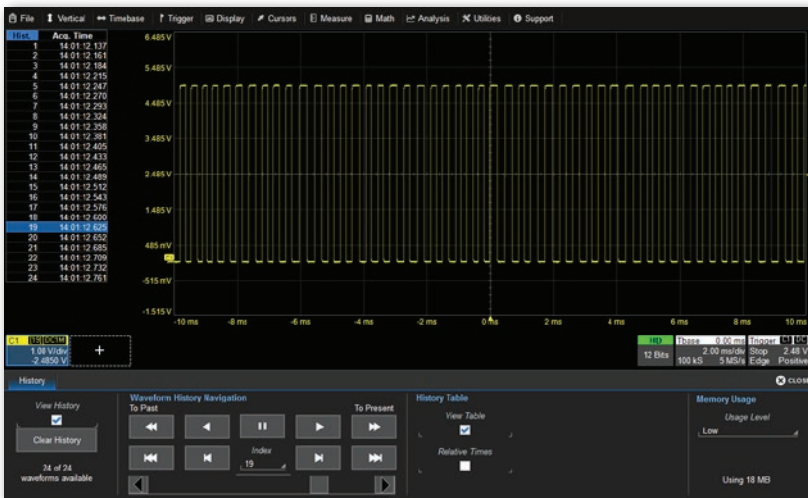 File Vertical Timebase Trigger Display Cursors Measure Math Analysis Utilities Support
Hist. Acq. Time
1 14:01:12.137
2 14:01:12.161
3 14:01:12.184
4 14:01:12.215
5 14:01:12.247
6 14:01:12.270
7 14:01:12.293
8 14:01:12.324
9 14:01:12.358
10 14:01:12.381
11 14:01:12.405
12 14:01:12.433
13 14:01:12.465
14 14:01:12.489
15 14:01:12.512
16 14:01:12.543
17 14:01:12.576
18 14:01:12.600
19 14:01:12.625
20 14:01:12.652
21 14:01:12.685
22 14:01:12.709
23 14:01:12.732
24 14:01:12.761
6.485 V
5.485 V
4.485 V
3.485 V
2.485 V
1.485 V
485 mV
-515 mV
-1.515 V
C1
-10 ms -8 ms -6 ms -4 ms -2 ms 0 ms 2 ms 4 ms 6 ms 8 ms 10 ms
C1 DC1M
1.00 V/div
-2.4850 V
+
HD
12 Bits
Tbase 0.00 ms
2.00 ms/div
100 kS 5 MS/s
Trigger C1 DC
Stop 2.48 V
Edge Positive
History
CLOSE
View History
Clear History
24 of 24
waveforms available
Waveform History Navigation
To Past To Present
Index
19
History Table
View Table
Relative Times
Memory Usage
Usage Level
Low
Using 18 MB